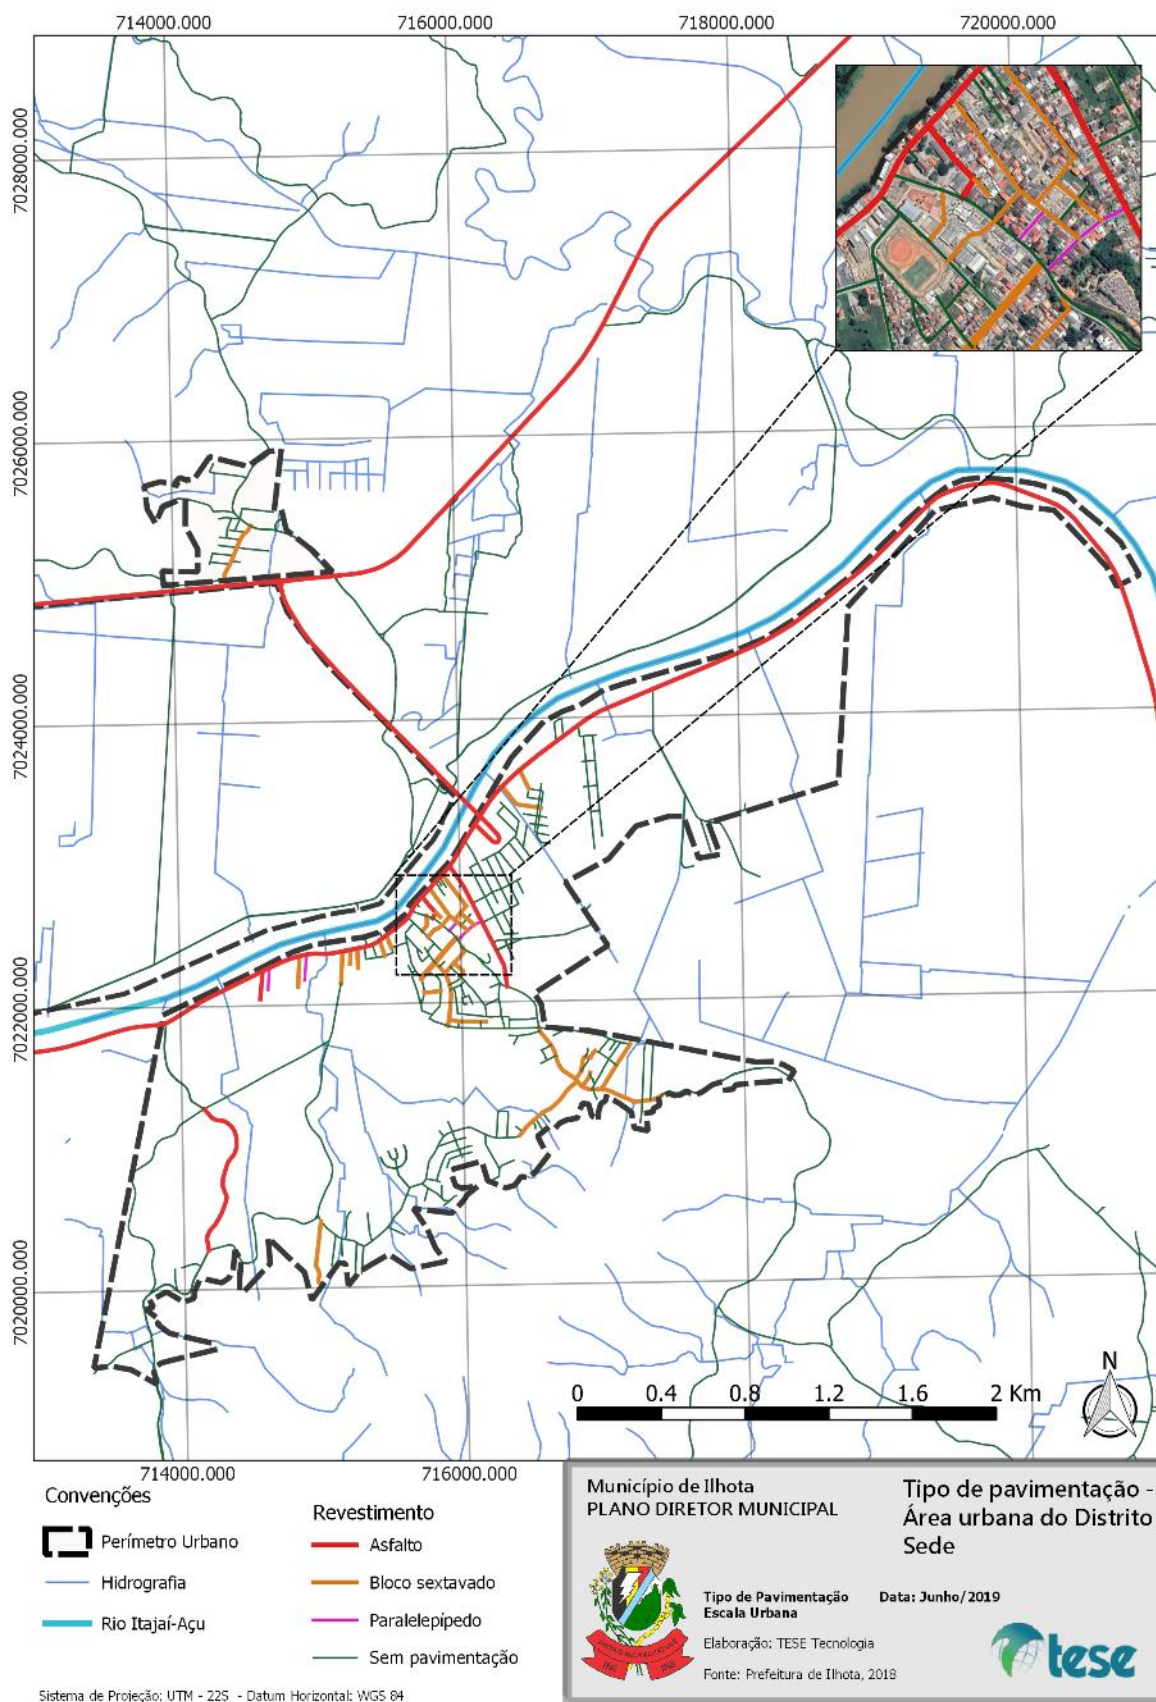 714000.000
716000.000
718000.000
720000.000
7028000.000
7026000.000
7024000.000
7022000.000
7020000.000
0 0.4 0.8 1.2 1.6 2 Km
N
714000.000
716000.000
718000.000
720000.000
Convenções
Perímetro Urbano
Hidrografia
Rio Itajaí-Açu
Revestimento
Asfalto
Bloco sextavado
Paralelepípedo
Sem pavimentação
Sistema de Projeção: UTM - 22S - Datum Horizontal: WGS 84
Município de Ilhota
PLANO DIRETOR MUNICIPAL
Tipo de pavimentação -
Área urbana do Distrito
Sede
Tipo de Pavimentação
Escala Urbana
Data: Junho/2019
Elaboração: TESE Tecnologia
Fonte: Prefeitura de Ilhota, 2018
tese